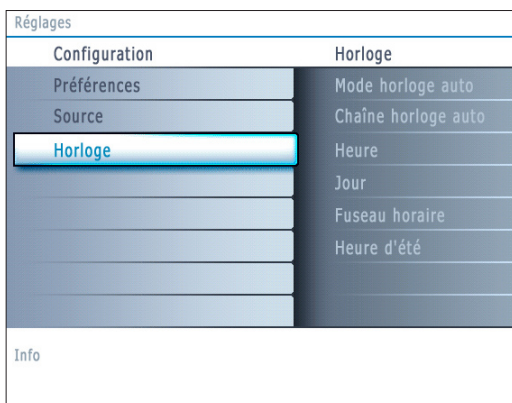 Réglages
Configuration
Horloge
Préférences
Mode horloge auto
Source
Chaîne horloge auto
Horloge
Heure
Jour
Fuseau horaire
Heure d'été
Info